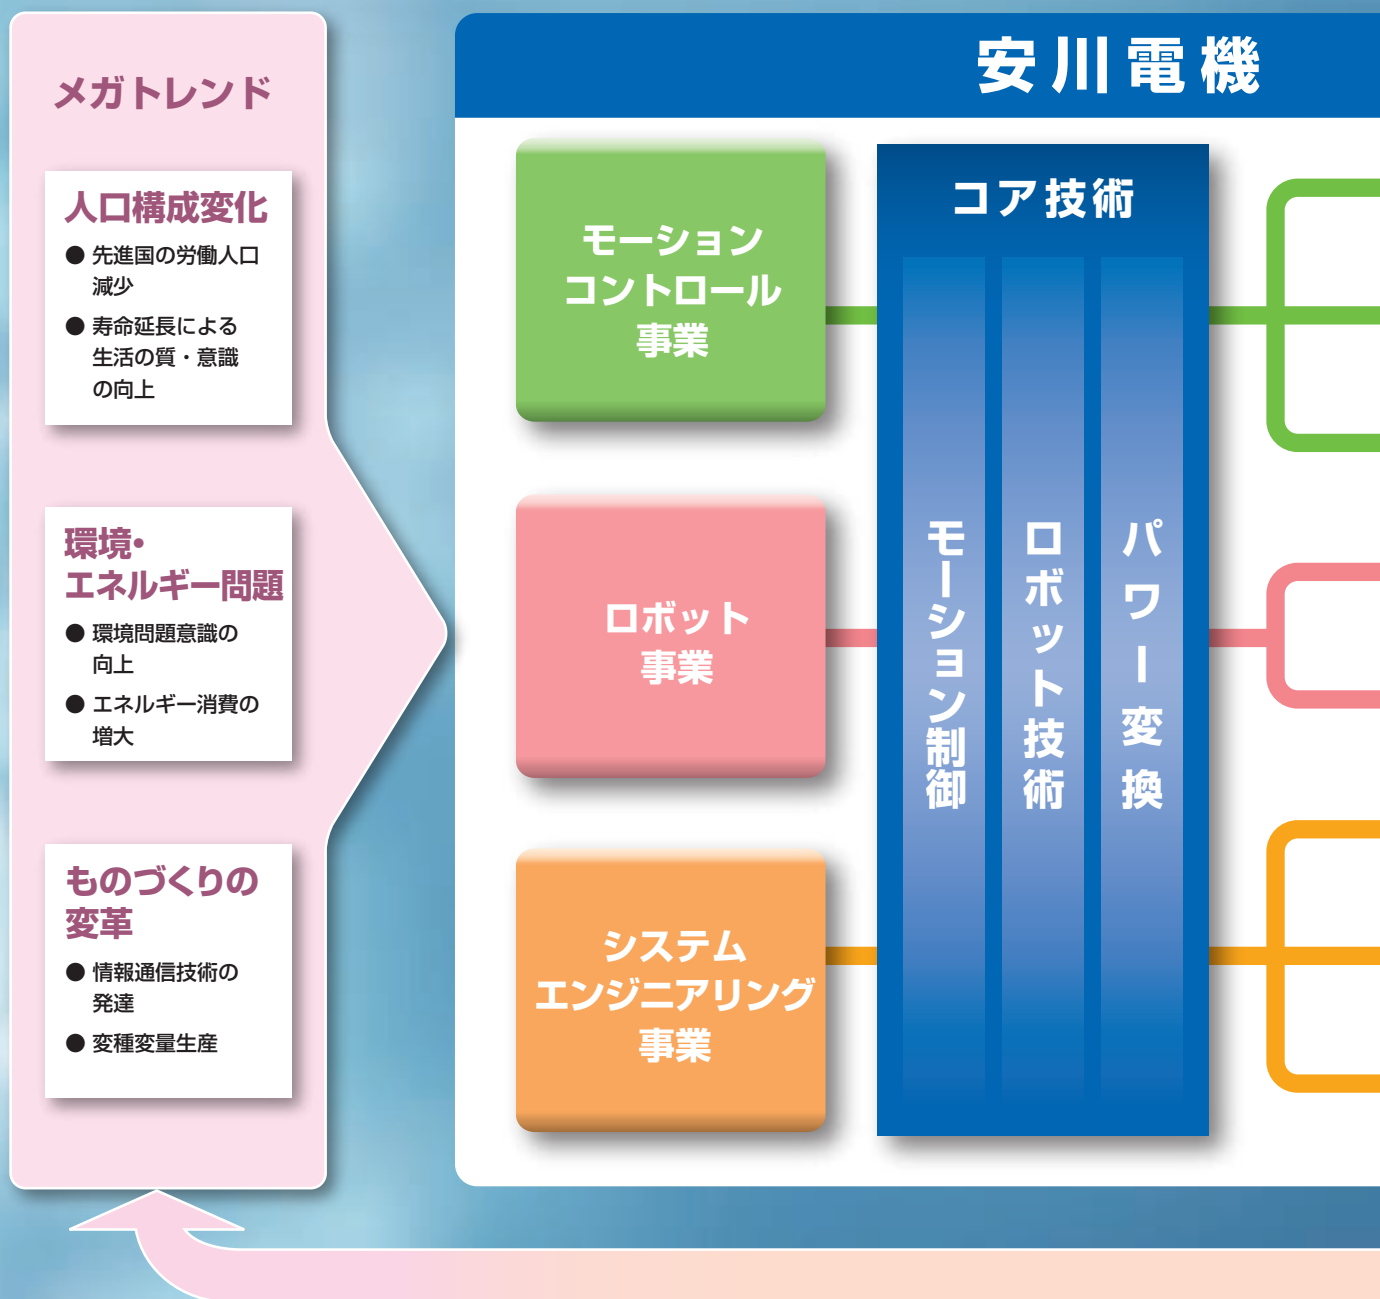 メガトレンド
人口構成変化
● 先進国の労働人口
減少
● 寿命延長による
生活の質・意識
の向上
環境・
エネルギー問題
● 環境問題意識の
向上
● エネルギー消費の
増大
ものづくりの
変革
● 情報通信技術の
発達
● 変種変量生産
安川電機
モーション
コントロール
事業
ロボット
事業
システム
エンジニアリング
事業
コア技術
モーション制御
ロボット技術
パワー変換